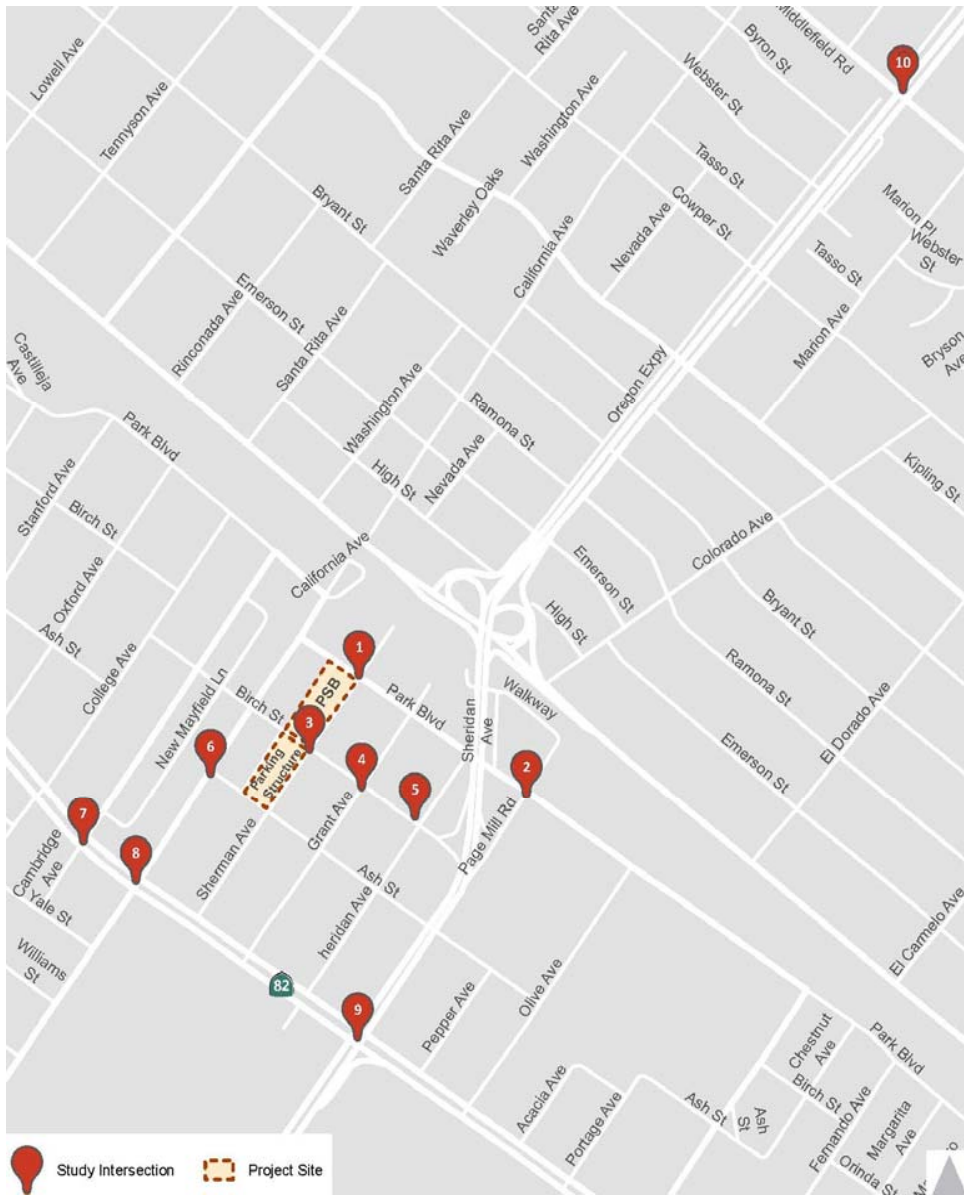 Lowell Ave
Tennyson Ave
Santa
Rita Ave
Middlefield Rd
Byron St
Webster St
10
Washington Ave
Santa Rita Ave
Tasso St
Bryant St
Waverley Oaks
Nevada Ave
Cowper St
Marion Pl
Webster
St
California Ave
Tasso St
Emerson St
Rinconada Ave
Santa Rita Ave
Marion Ave
Bryson
Ave
Castilleja
Ave
Washington Ave
Oregon Expy
Park Blvd
Ramona St
High St
Nevada Ave
Kipling St
Stanford Ave
Birch St
California Ave
Colorado Ave
Oxford Ave
Emerson St
High St
Bryant St
Ash St
College Ave
1
PSB
Ramona St
New Mayfield Ln
Birch St
Park Blvd
Walkway
Sheridan
Ave
El Dorado Ave
3
6
Parking
Structure
4
2
5
Emerson St
7
Grant Ave
Page Mill Rd
Cambridge
Ave
8
Sherman Ave
Ash St
Yale St
heridan Ave
El Carmelo Ave
Williams
St
82
9
Olive Ave
Pepper Ave
Chestnut
Ave
Park Blvd
Birch St
Acacia Ave
Portage Ave
Ash St
Ash
St
Fernando Ave
Margarita
Ave
Orinda St
Study Intersection
Project Site